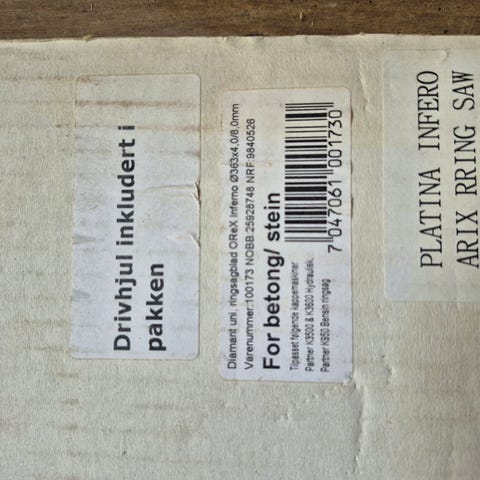 Drivhjul inkludert i
pakken
Diamant uni. ringsagblad OReX Inferno Ø363x4,0/8,0mm
Varenummer:100173 NOBB:25928748 NRF:9840526
For betong/ stein
Tilpasset følgende kappemaskiner:
Partner K3500 & K3600 Hydraulisk.
Partner K950 Bensin ringsag
7 047061 001730
PLATINA INFERO
ARIX RRING SAW